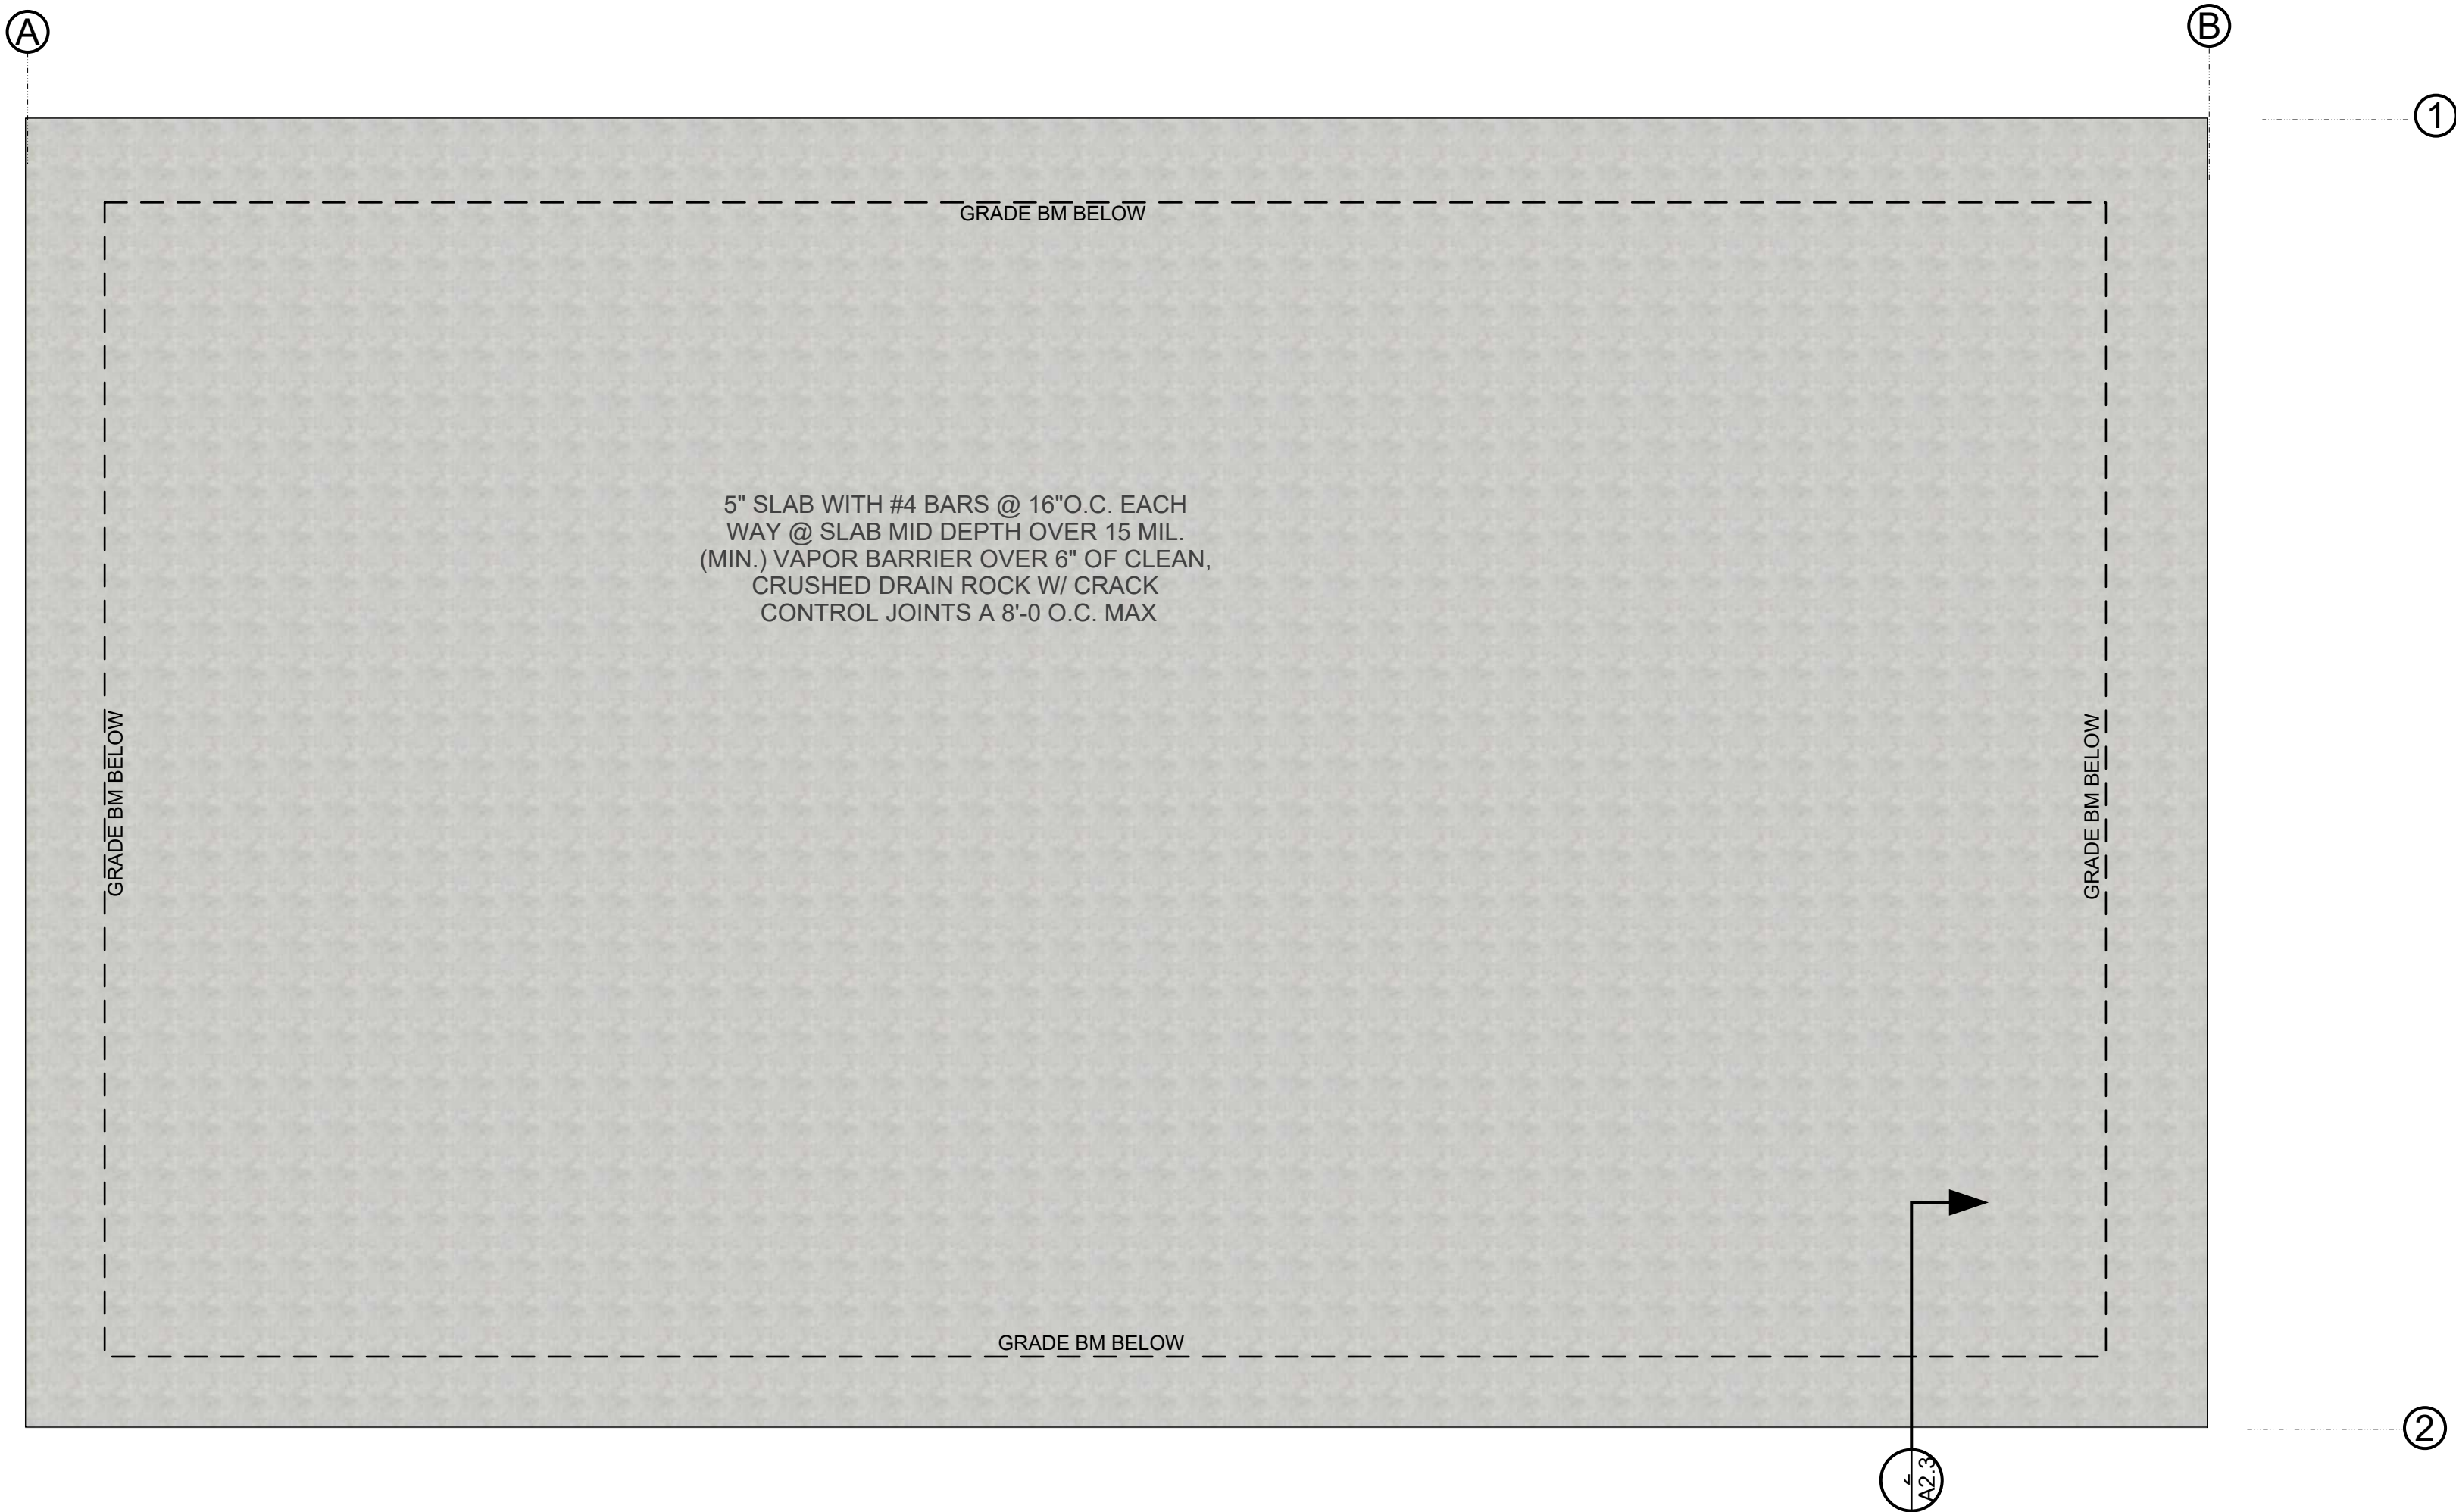 A
B
1
GRADE BM BELOW
5" SLAB WITH #4 BARS @ 16"O.C. EACH
WAY @ SLAB MID DEPTH OVER 15 MIL.
(MIN.) VAPOR BARRIER OVER 6" OF CLEAN,
CRUSHED DRAIN ROCK W/ CRACK
CONTROL JOINTS A 8'-0 O.C. MAX
GRADE BM BELOW
GRADE BM BELOW
GRADE BM BELOW
2
A2.3